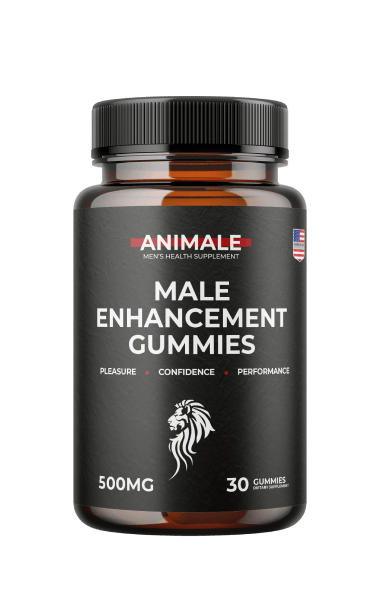 ANIMALE
MEN'S HEALTH SUPPLEMENT
MALE
ENHANCEMENT
GUMMIES
PLEASURE • CONFIDENCE • PERFORMANCE
500MG
30 GUMMIES
DIETARY SUPPLEMENT